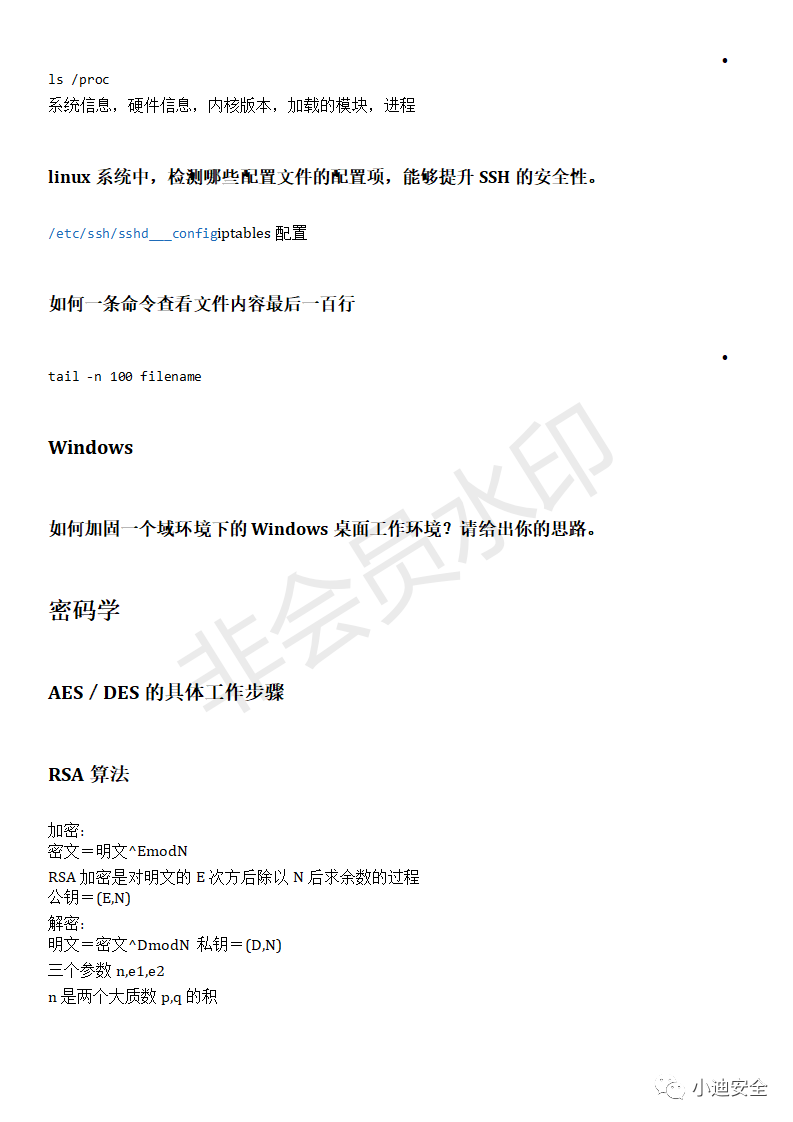 •
ls /proc
系统信息，硬件信息，内核版本，加载的模块，进程
linux 系统中，检测哪些配置文件的配置项，能够提升 SSH 的安全性。
/etc/ssh/sshd___configiptables 配置
如何一条命令查看文件内容最后一百行
•
tail -n 100 filename
Windows
如何加固一个域环境下的 Windows 桌面工作环境？请给出你的思路。
密码学
AES / DES 的具体工作步骤
RSA 算法
加密：
密文＝明文^EmodN
RSA 加密是对明文的 E 次方后除以 N 后求余数的过程
公钥＝(E,N)
解密：
明文＝密文^DmodN 私钥＝(D,N)
三个参数 n,e1,e2
n 是两个大质数 p,q 的积
非会员水印
小迪安全